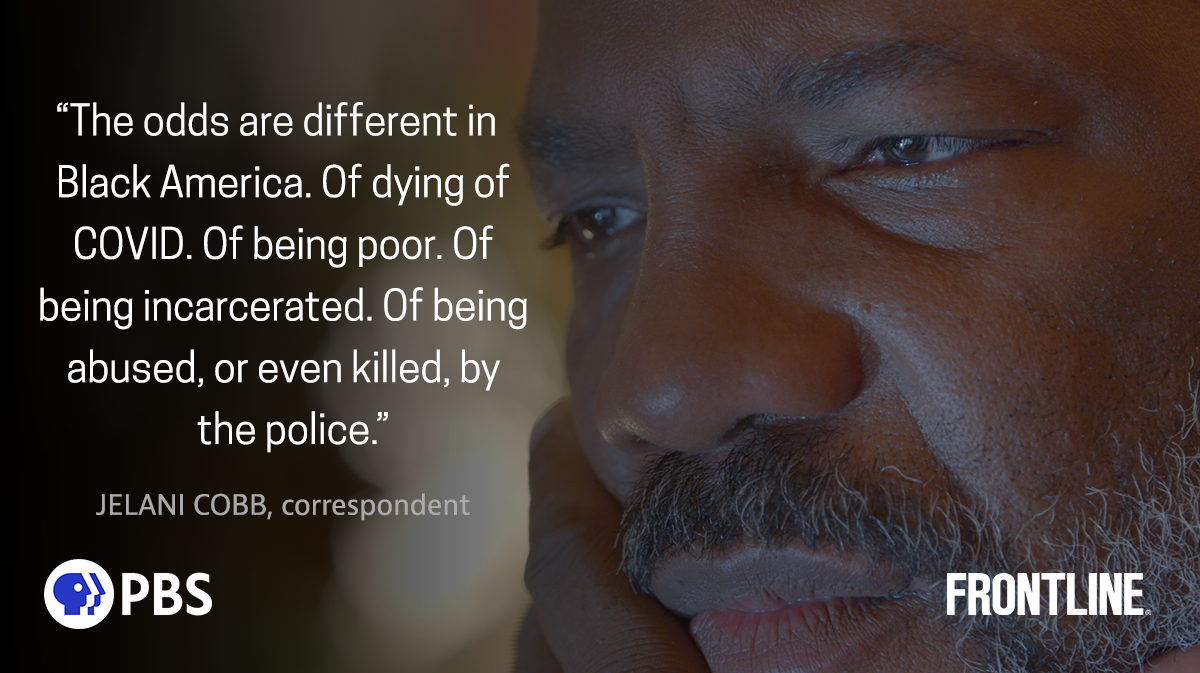 “The odds are different in
Black America. Of dying of
COVID. Of being poor. Of
being incarcerated. Of being
abused, or even killed, by
the police.”
JELANI COBB, correspondent
PBS
FRONTLINE